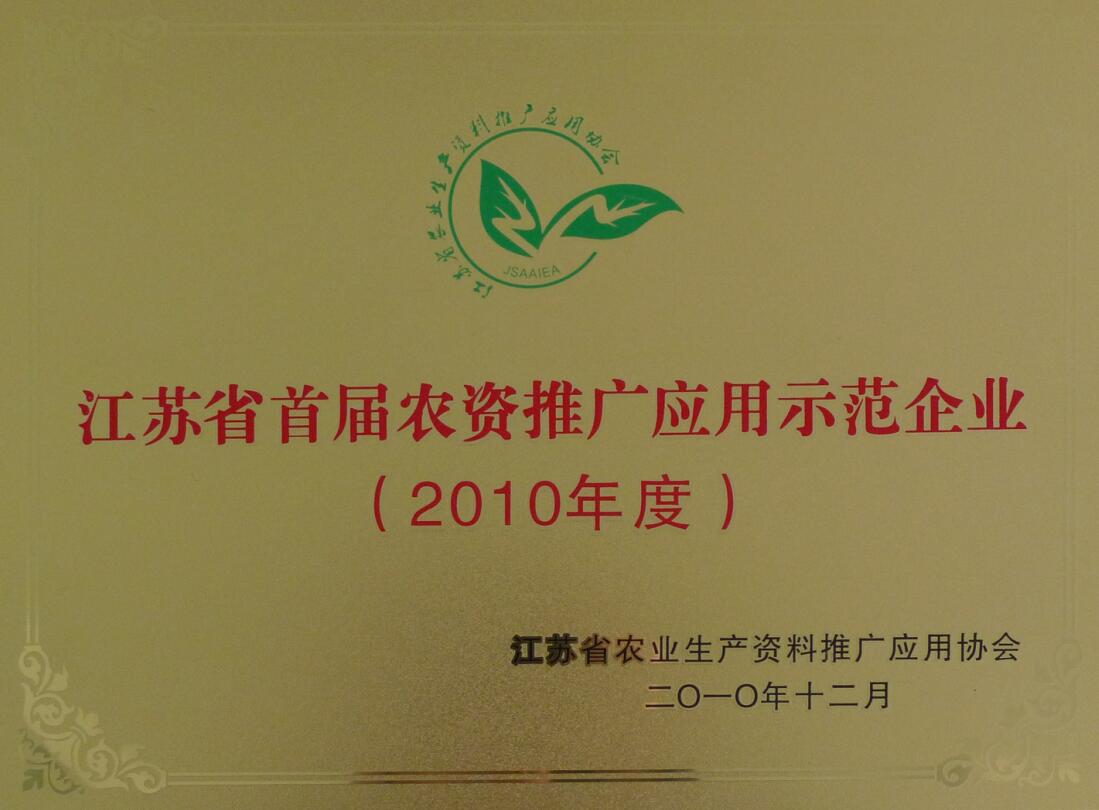 江苏省农业生产资料推广应用协会
JSAAIEA
江苏省首届农资推广应用示范企业
（2010年度）
江苏省农业生产资料推广应用协会
二〇一〇年十二月